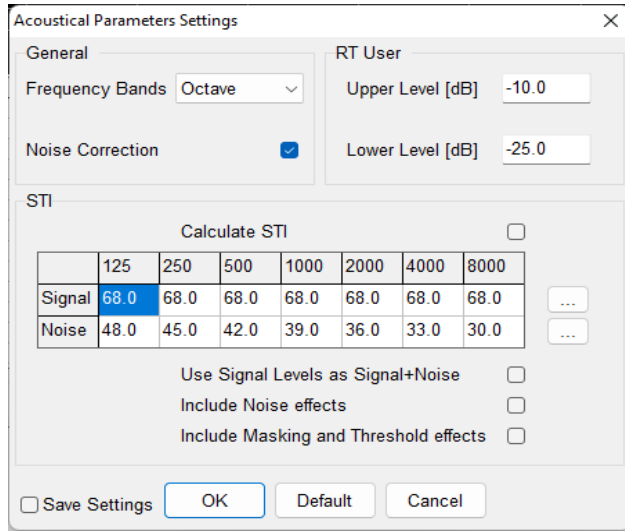 Acoustical Parameters Settings
General
Frequency Bands Octave
Noise Correction
RT User
Upper Level [dB] -10.0
Lower Level [dB] -25.0
STI
Calculate STI
125 250 500 1000 2000 4000 8000
Signal 68.0 68.0 68.0 68.0 68.0 68.0 68.0 ...
Noise 48.0 45.0 42.0 39.0 36.0 33.0 30.0 ...
Use Signal Levels as Signal+Noise
Include Noise effects
Include Masking and Threshold effects
Save Settings OK Default Cancel